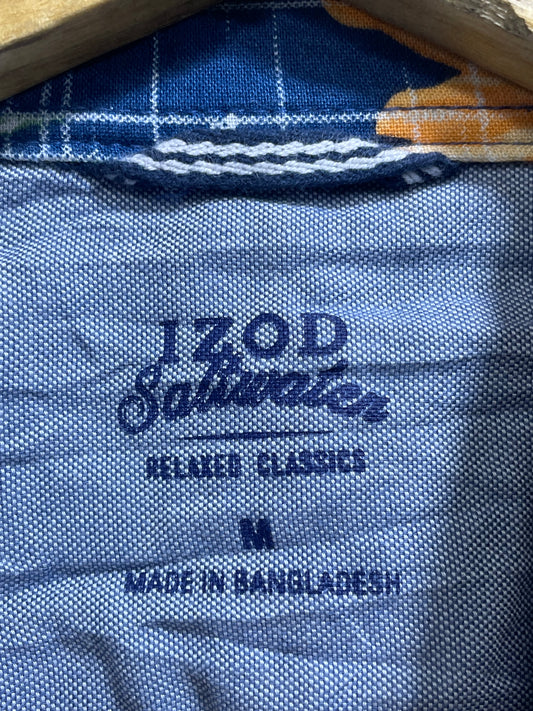 IZOD
Saltwater
RELAXED CLASSICS
M
MADE IN BANGLADESH